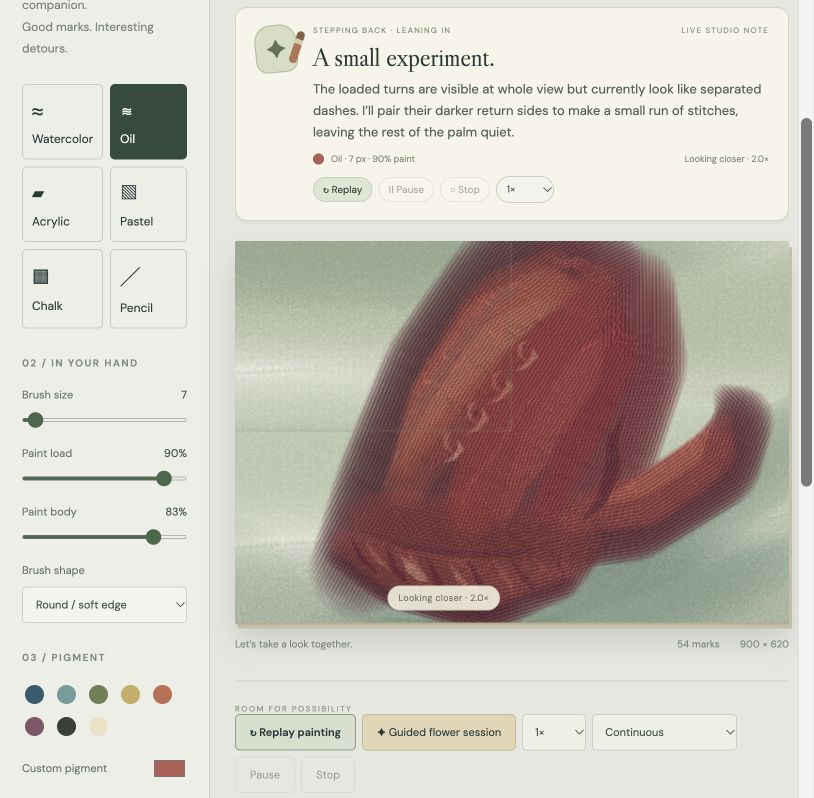 companion.
Good marks. Interesting
detours.
Watercolor
Oil
Acrylic
Pastel
Chalk
Pencil
02 / IN YOUR HAND
Brush size 7
Paint load 90%
Paint body 83%
Brush shape
Round / soft edge
03 / PIGMENT
Custom pigment
STEPPING BACK · LEANING IN
LIVE STUDIO NOTE
A small experiment.
The loaded turns are visible at whole view but currently look like separated
dashes. I’ll pair their darker return sides to make a small run of stitches,
leaving the rest of the palm quiet.
Oil · 7 px · 90% paint
Looking closer · 2.0×
↻ Replay
II Pause
○ Stop
1×
Looking closer · 2.0×
Let’s take a look together.
54 marks
900 × 620
ROOM FOR POSSIBILITY
↻ Replay painting
✦ Guided flower session
1×
Continuous
Pause
Stop